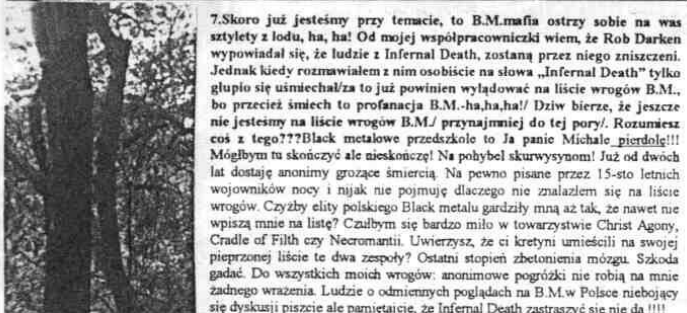 7.Skoro już jesteśmy przy temacie, to B.M.mafia ostrzy sobie na was
sztylety z lodu, ha, ha! Od mojej współpracowniczki wiem, że Rob Darken
wypowiadał się, że ludzie z Infernal Death, zostaną przez niego zniszczeni.
Jednak kiedy rozmawiałem z nim osobiście na słowa „Infernal Death" tylko
głupio się uśmiechał/za to już powinien wylądować na liście wrogów B.M.,
bo przecież śmiech to profanacja B.M.-ha,ha,ha!/ Dziw bierze, że jeszcze
nie jesteśmy na liście wrogów B.M./ przynajmniej do tej pory/. Rozumiesz
coś z tego???Black metalowe przedszkole to Ja panie Michale pierdolę!!!
Mógłbym tu skończyć ale nieskończę! Na pohybel skurwysynom! Już od dwóch
lat dostaję anonimy grożące śmiercią. Na pewno pisane przez 15-sto letnich
wojowników nocy i nijak nie pojmuję dlaczego nie znalazłem się na liście
wrogów. Czyżby elity polskiego Black metalu gardziły mną aż tak, że nawet nie
wpiszą mnie na listę? Czułbym się bardzo miło w towarzystwie Christ Agony,
Cradle of Filth czy Necromantii. Uwierzysz, że ci kretyni umieścili na swojej
pieprzonej liście te dwa zespoły? Ostatni stopień zbetonienia mózgu. Szkoda
gadać. Do wszystkich moich wrogów: anonimowe pogróżki nie robią na mnie
żadnego wrażenia. Ludzie o odmiennych poglądach na B.M.w Polsce niebojący
się dyskusji piszcie ale pamiętajcie, że Infernal Death zastraszyć się nie da !!!!